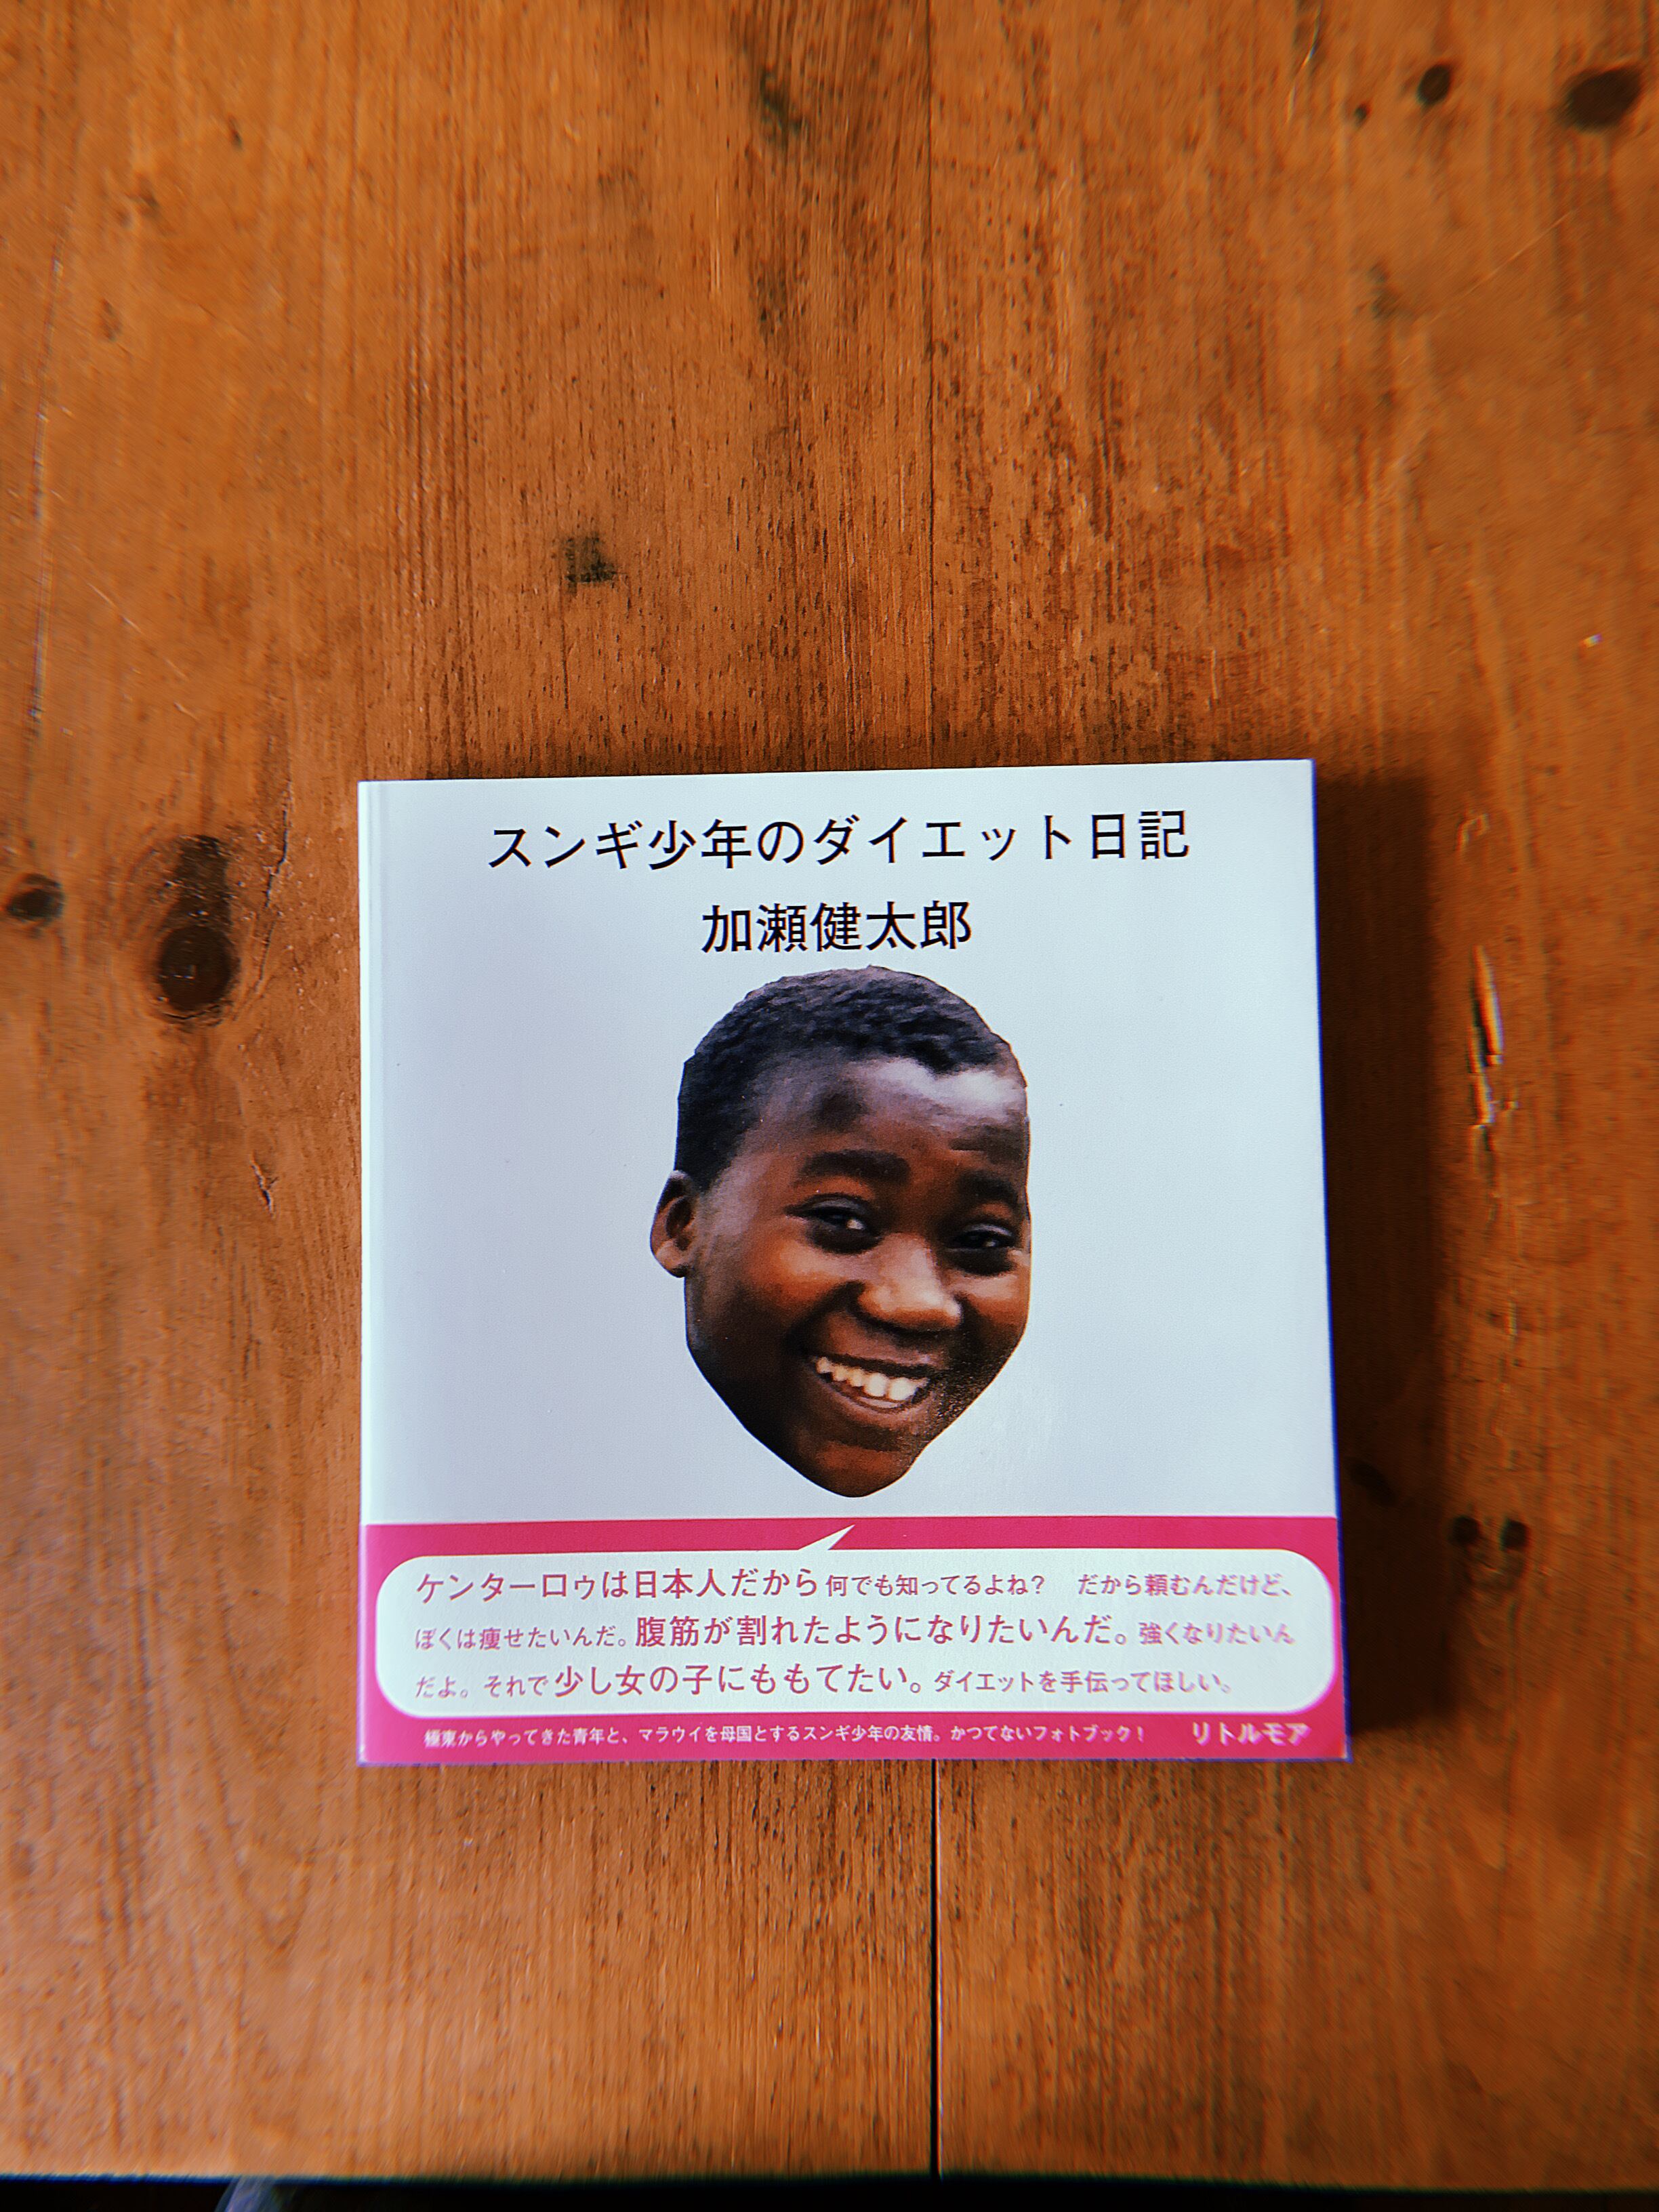 スンギ少年のダイエット日記
加瀬健太郎
ケンターロゥは日本人だから何でも知ってるよね？　だから頼むんだけど、
ぼくは痩せたいんだ。腹筋が割れたようになりたいんだ。強くなりたいん
だよ。それで少し女の子にももてたい。ダイエットを手伝ってほしい。
極東からやってきた青年と、マラウイを母国とするスンギ少年の友情。かつてないフォトブック！　リトルモア